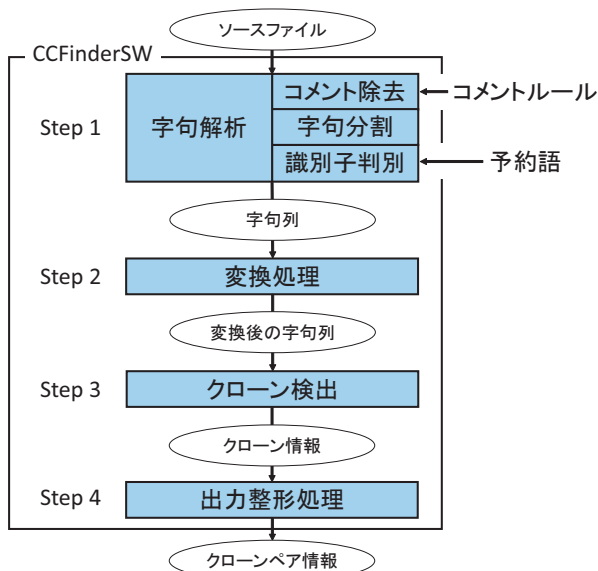 ソースファイル
CCFinderSW
Step 1
字句解析
コメント除去
字句分割
識別子判別
コメントルール
予約語
字句列
Step 2
変換処理
変換後の字句列
Step 3
クローン検出
クローン情報
Step 4
出力整形処理
クローンペア情報